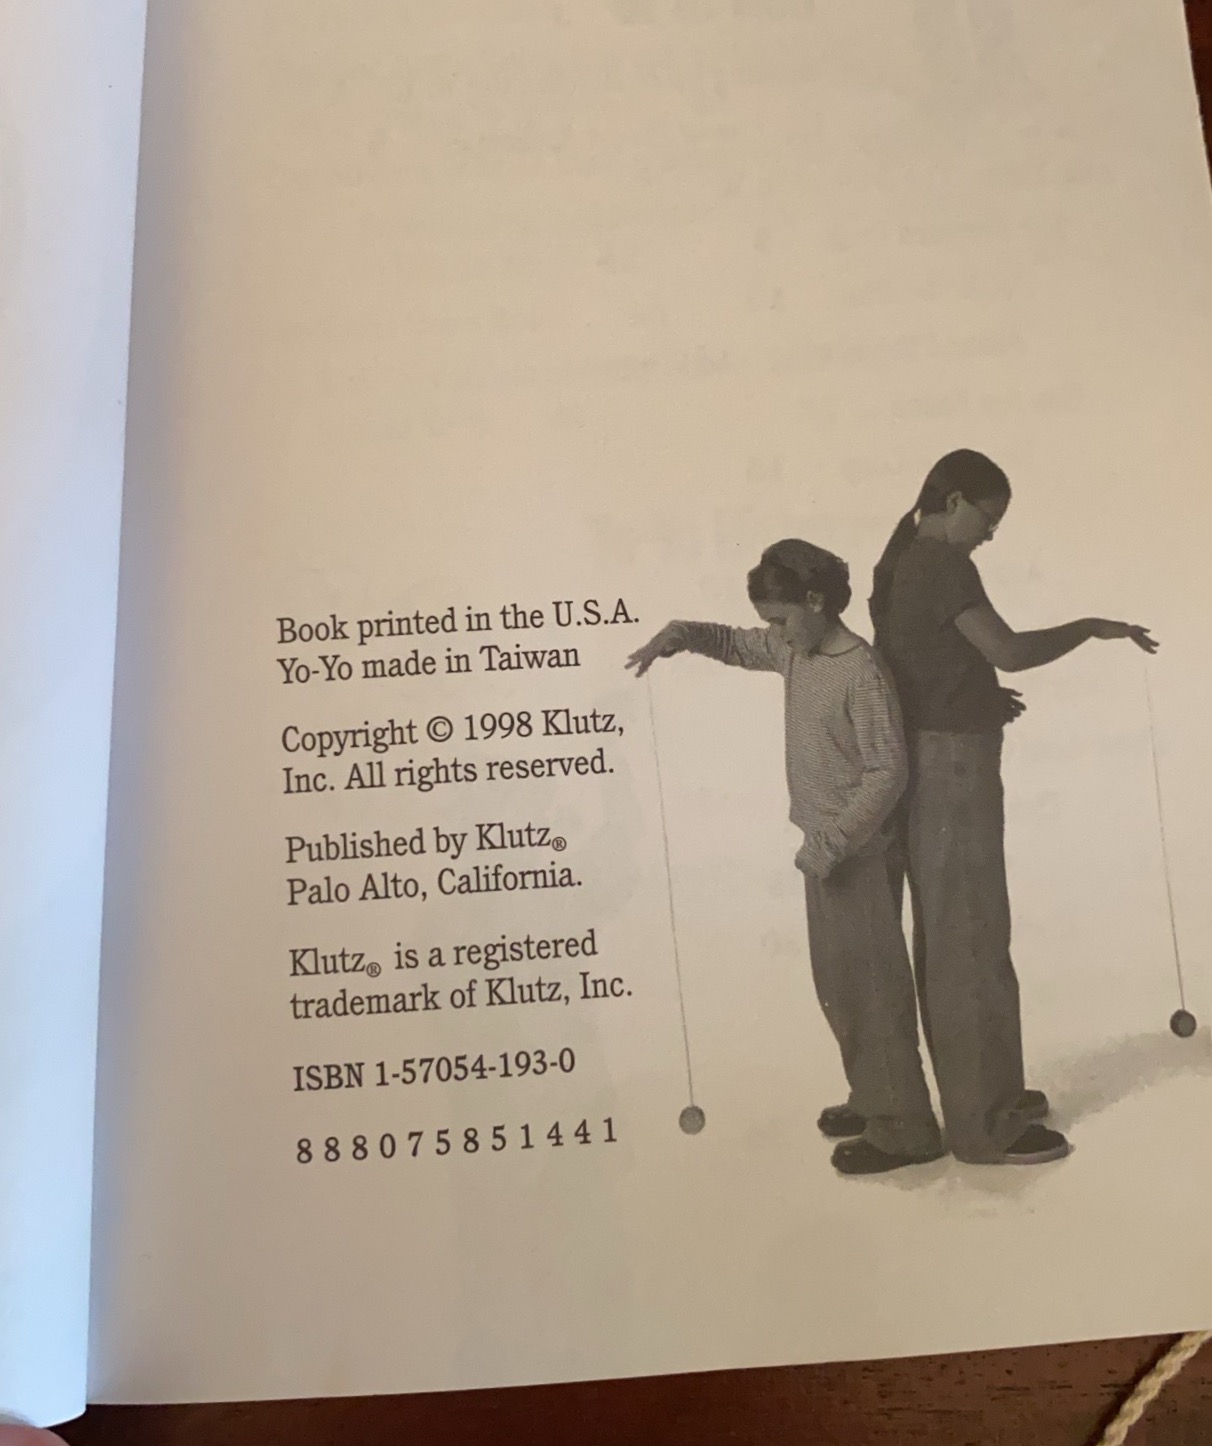 Book printed in the U.S.A.
Yo-Yo made in Taiwan
Copyright © 1998 Klutz,
Inc. All rights reserved.
Published by Klutz®
Palo Alto, California.
Klutz® is a registered
trademark of Klutz, Inc.
ISBN 1-57054-193-0
8 8 8 0 7 5 8 5 1 4 4 1